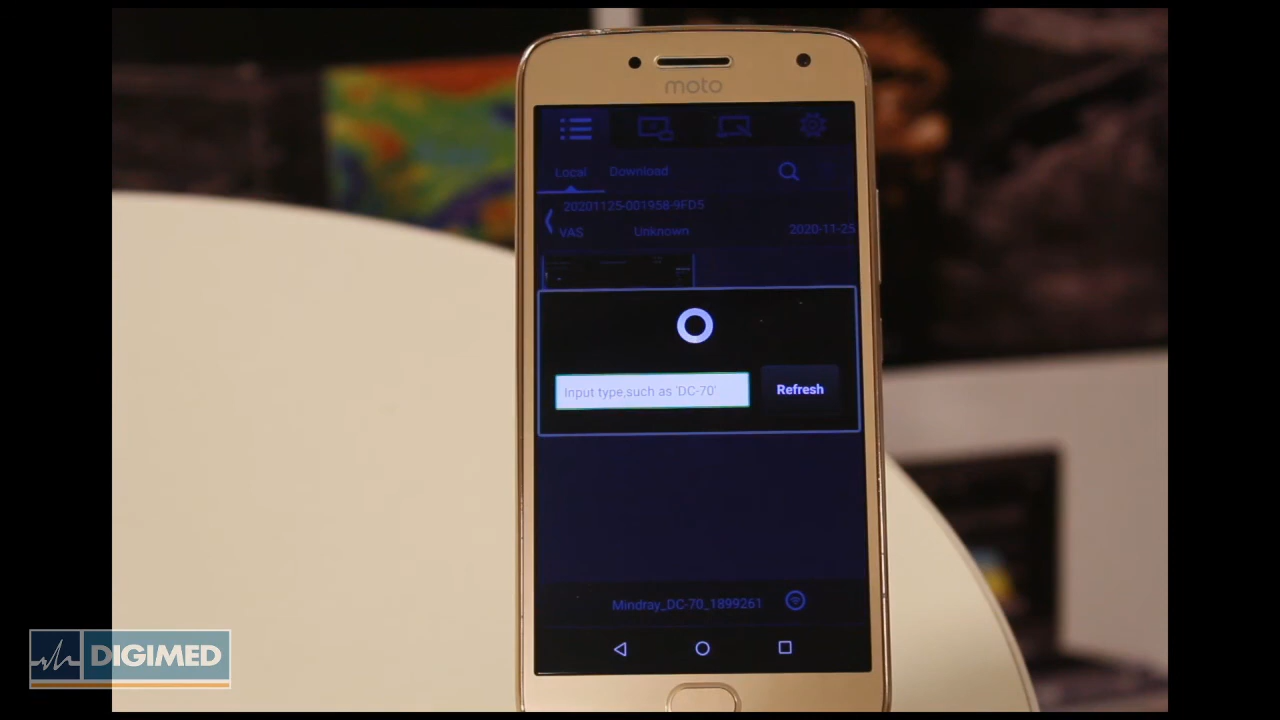 moto
Local Download
20201125-001958-9FD5
VAS Unknown 2020-11-25
Input type,such as 'DC-70'
Refresh
Mindray_DC-70_1899261
DIGIMED